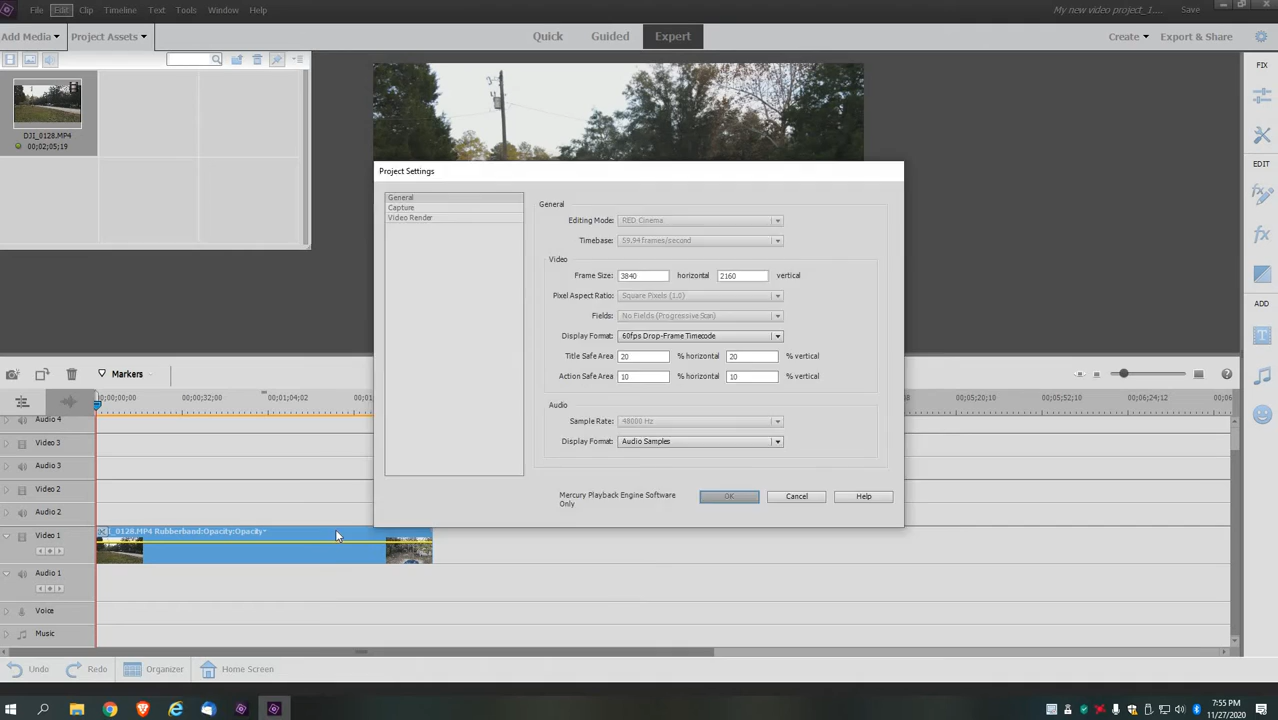 File Edit Clip Timeline Text Tools Window Help
My new video project_1.... Save
Add Media Project Assets
Quick Guided Expert
Create Export & Share
FIX
DJI_0128.MP4
00;02;05;19
EDIT
ADD
Project Settings
General
Capture
Video Render
General
Editing Mode: RED Cinema
Timebase: 59.94 frames/second
Video
Frame Size: 3840 horizontal 2160 vertical
Pixel Aspect Ratio: Square Pixels (1.0)
Fields: No Fields (Progressive Scan)
Display Format: 60fps Drop-Frame Timecode
Title Safe Area 20 % horizontal 20 % vertical
Action Safe Area 10 % horizontal 10 % vertical
Audio
Sample Rate: 48000 Hz
Display Format: Audio Samples
Mercury Playback Engine Software
Only
OK Cancel Help
Markers
;00;00;00 00;00;32;00 00;01;04;02 00;05;20;10 00;05;52;10 00;06;24;12
Audio 4
Video 3
Audio 3
Video 2
Audio 2
Video 1
I_0128.MP4 Rubberband:Opacity:Opacity
Audio 1
Voice
Music
Undo Redo Organizer Home Screen
7:55 PM
11/27/2020